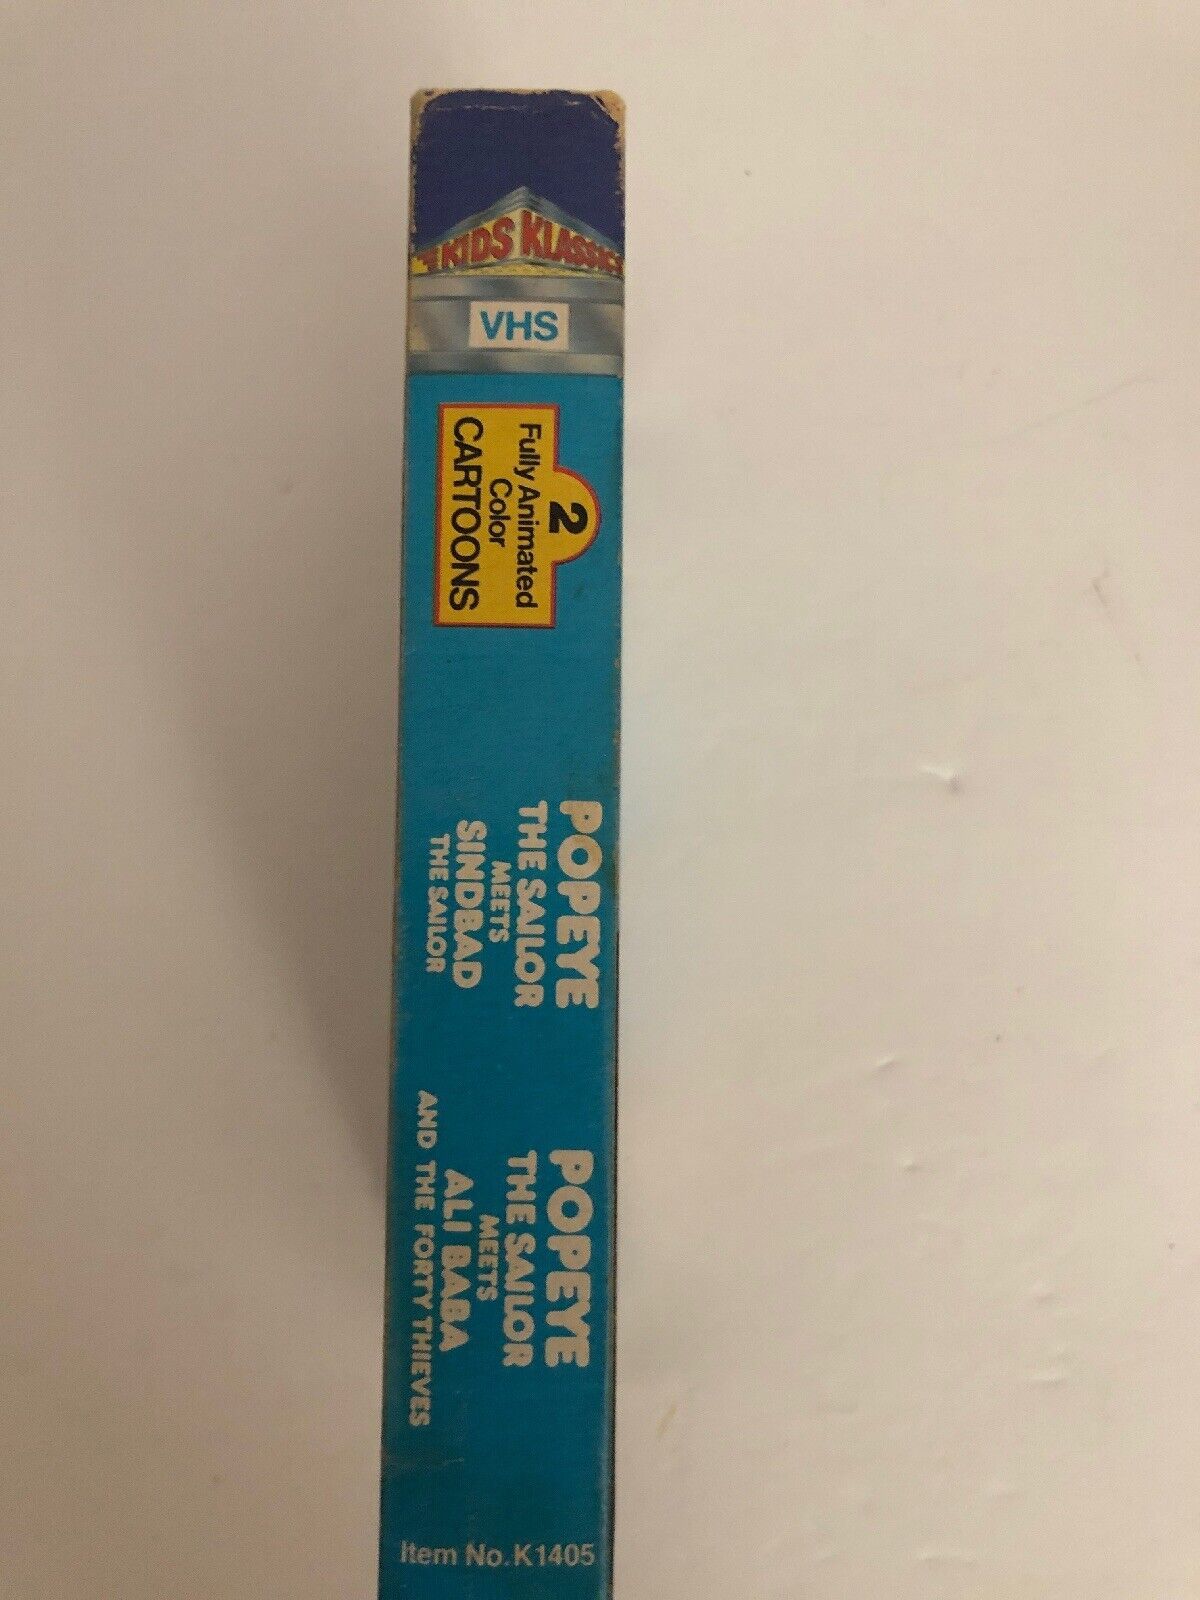 KIDS KLASSICS
VHS
2
Fully Animated
Color
CARTOONS
POPEYE
THE SAILOR
MEETS
SINDBAD
THE SAILOR
POPEYE
THE SAILOR
MEETS
ALI BABA
AND THE FORTY THIEVES
Item No. K1405